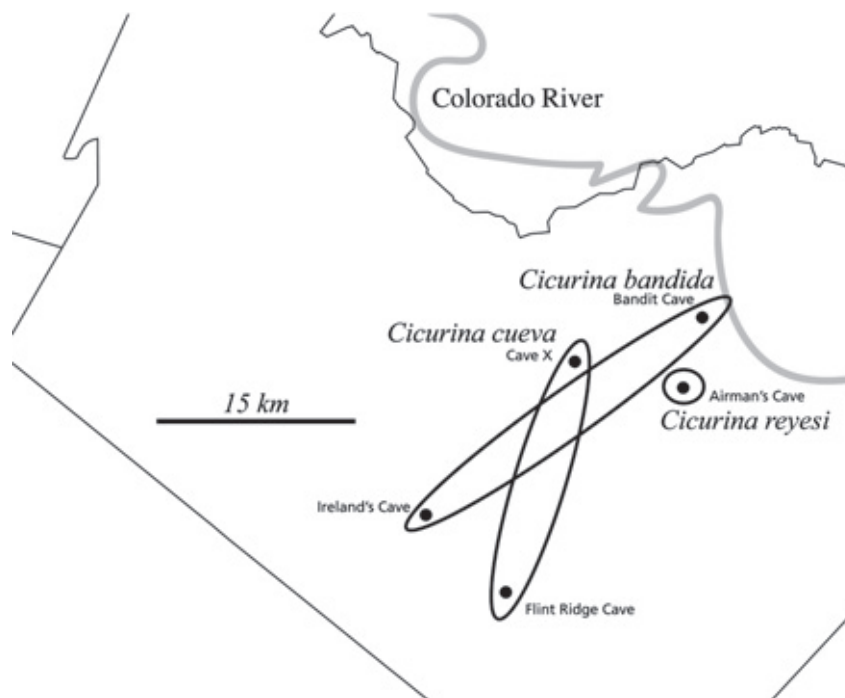 Colorado River
Cicurina bandida
Bandit Cave
Cicurina cueva
Cave X
Airman's Cave
15 km
Cicurina reyesi
Ireland's Cave
Flint Ridge Cave